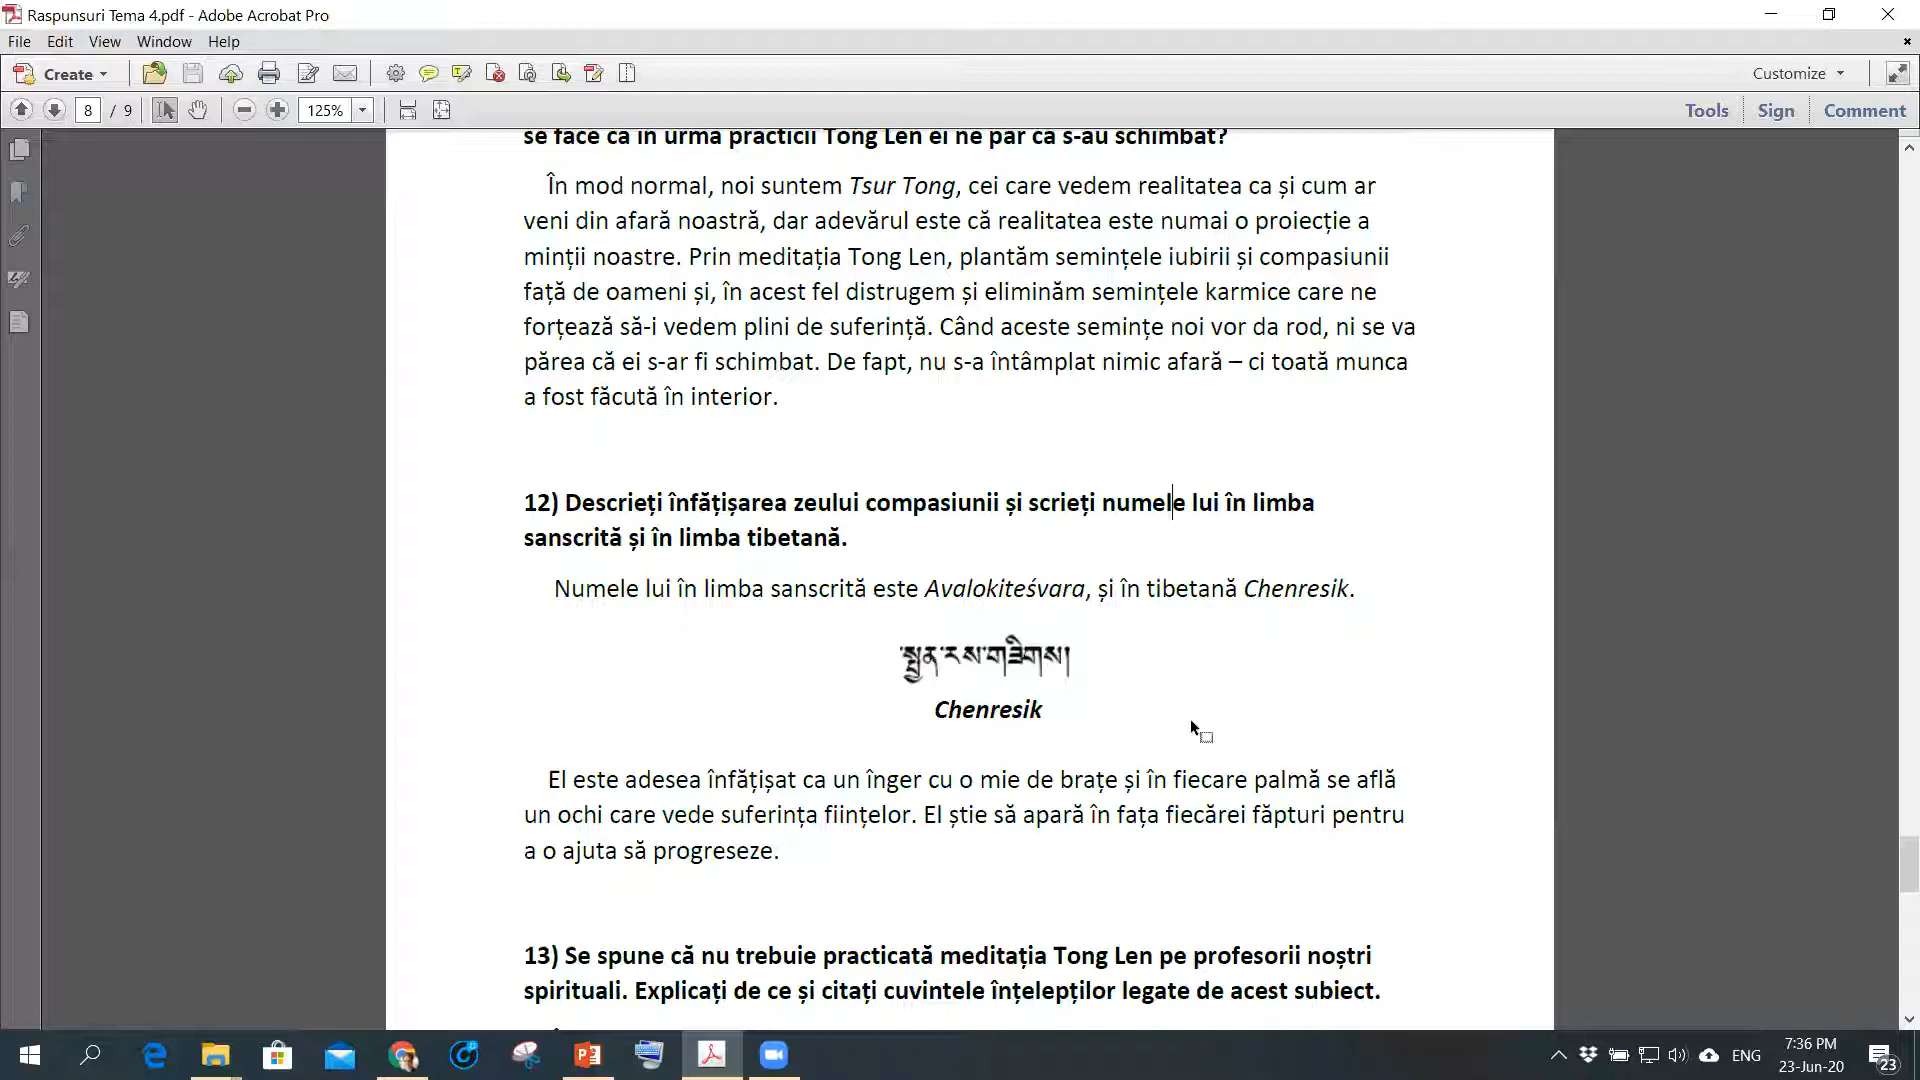 Raspunsuri Tema 4.pdf - Adobe Acrobat Pro
File Edit View Window Help
Create Customize
8 / 9 125% Tools Sign Comment
se face ca în urma practicii Tong Len ei ne par că s-au schimbat?
În mod normal, noi suntem Tsur Tong, cei care vedem realitatea ca și cum ar
veni din afară noastră, dar adevărul este că realitatea este numai o proiecție a
minții noastre. Prin meditația Tong Len, plantăm semințele iubirii și compasiunii
față de oameni și, în acest fel distrugem și eliminăm semințele karmice care ne
forțează să-i vedem plini de suferință. Când aceste semințe noi vor da rod, ni se va
părea că ei s-ar fi schimbat. De fapt, nu s-a întâmplat nimic afară – ci toată munca
a fost făcută în interior.
12) Descrieți înfățișarea zeului compasiunii și scrieți numele lui în limba
sanscrită și în limba tibetană.
Numele lui în limba sanscrită este Avalokiteśvara, și în tibetană Chenresik.
སྤྱན་རས་གཟིགས།
Chenresik
El este adesea înfățișat ca un înger cu o mie de brațe și în fiecare palmă se află
un ochi care vede suferința ființelor. El știe să apară în fața fiecărei făpturi pentru
a o ajuta să progreseze.
13) Se spune că nu trebuie practicată meditația Tong Len pe profesorii noștri
spirituali. Explicați de ce și citați cuvintele înțelepților legate de acest subiect.
ENG 7:36 PM
23-Jun-20 23